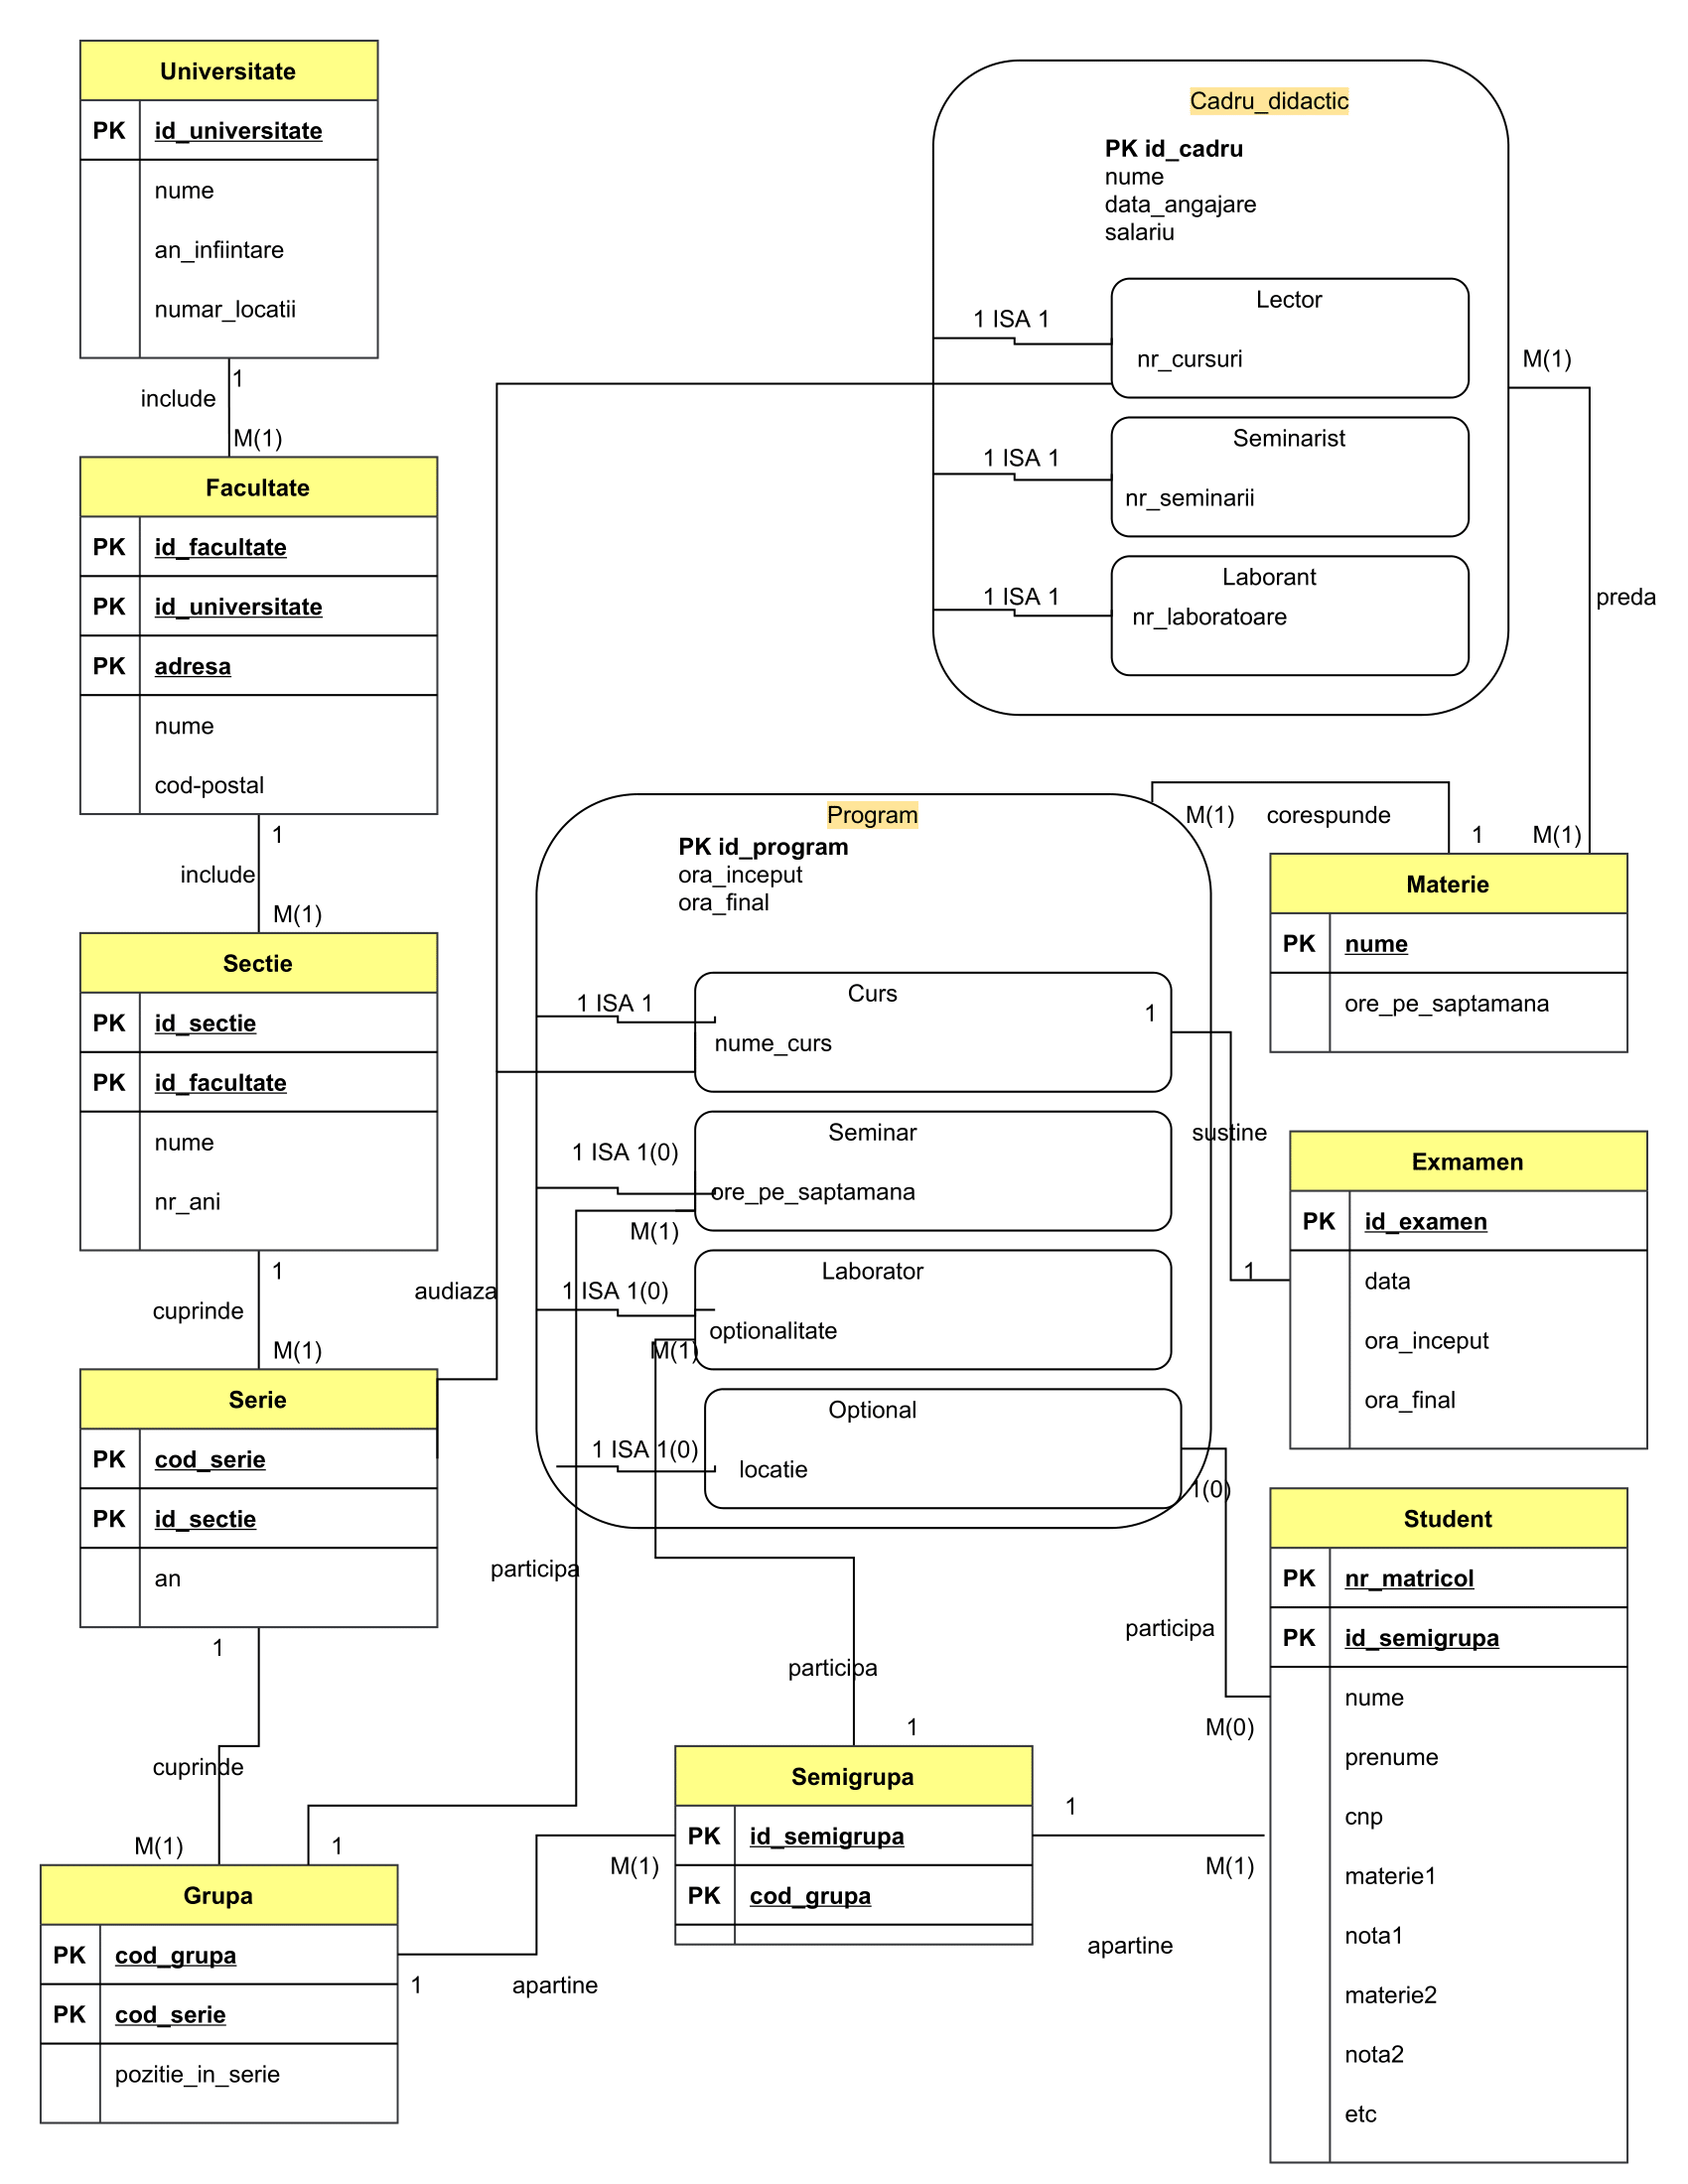 Universitate
PK id_universitate
nume
an_infiintare
numar_locatii
1
include
M(1)
Facultate
PK id_facultate
PK id_universitate
PK adresa
nume
cod-postal
1
include
M(1)
Sectie
PK id_sectie
PK id_facultate
nume
nr_ani
1
cuprinde
M(1)
Serie
PK cod_serie
PK id_sectie
an
1
cuprinde
M(1)
1
Grupa
PK cod_grupa
PK cod_serie
pozitie_in_serie
1
apartine
M(1)
Cadru_didactic
PK id_cadru
nume
data_angajare
salariu
1 ISA 1
Lector
nr_cursuri
1 ISA 1
Seminarist
nr_seminarii
1 ISA 1
Laborant
nr_laboratoare
M(1)
preda
M(1)
Program
PK id_program
ora_inceput
ora_final
M(1)
corespunde
1
Materie
PK nume
ore_pe_saptamana
1 ISA 1
Curs
1
nume_curs
1 ISA 1(0)
Seminar
ore_pe_saptamana
M(1)
sustine
1 ISA 1(0)
Laborator
optionalitate
M(1)
audiaza
1
1 ISA 1(0)
Optional
locatie
1(0)
Exmamen
PK id_examen
data
ora_inceput
ora_final
participa
participa
participa
1
M(0)
Semigrupa
PK id_semigrupa
PK cod_grupa
1
M(1)
apartine
Student
PK nr_matricol
PK id_semigrupa
nume
prenume
cnp
materie1
nota1
materie2
nota2
etc